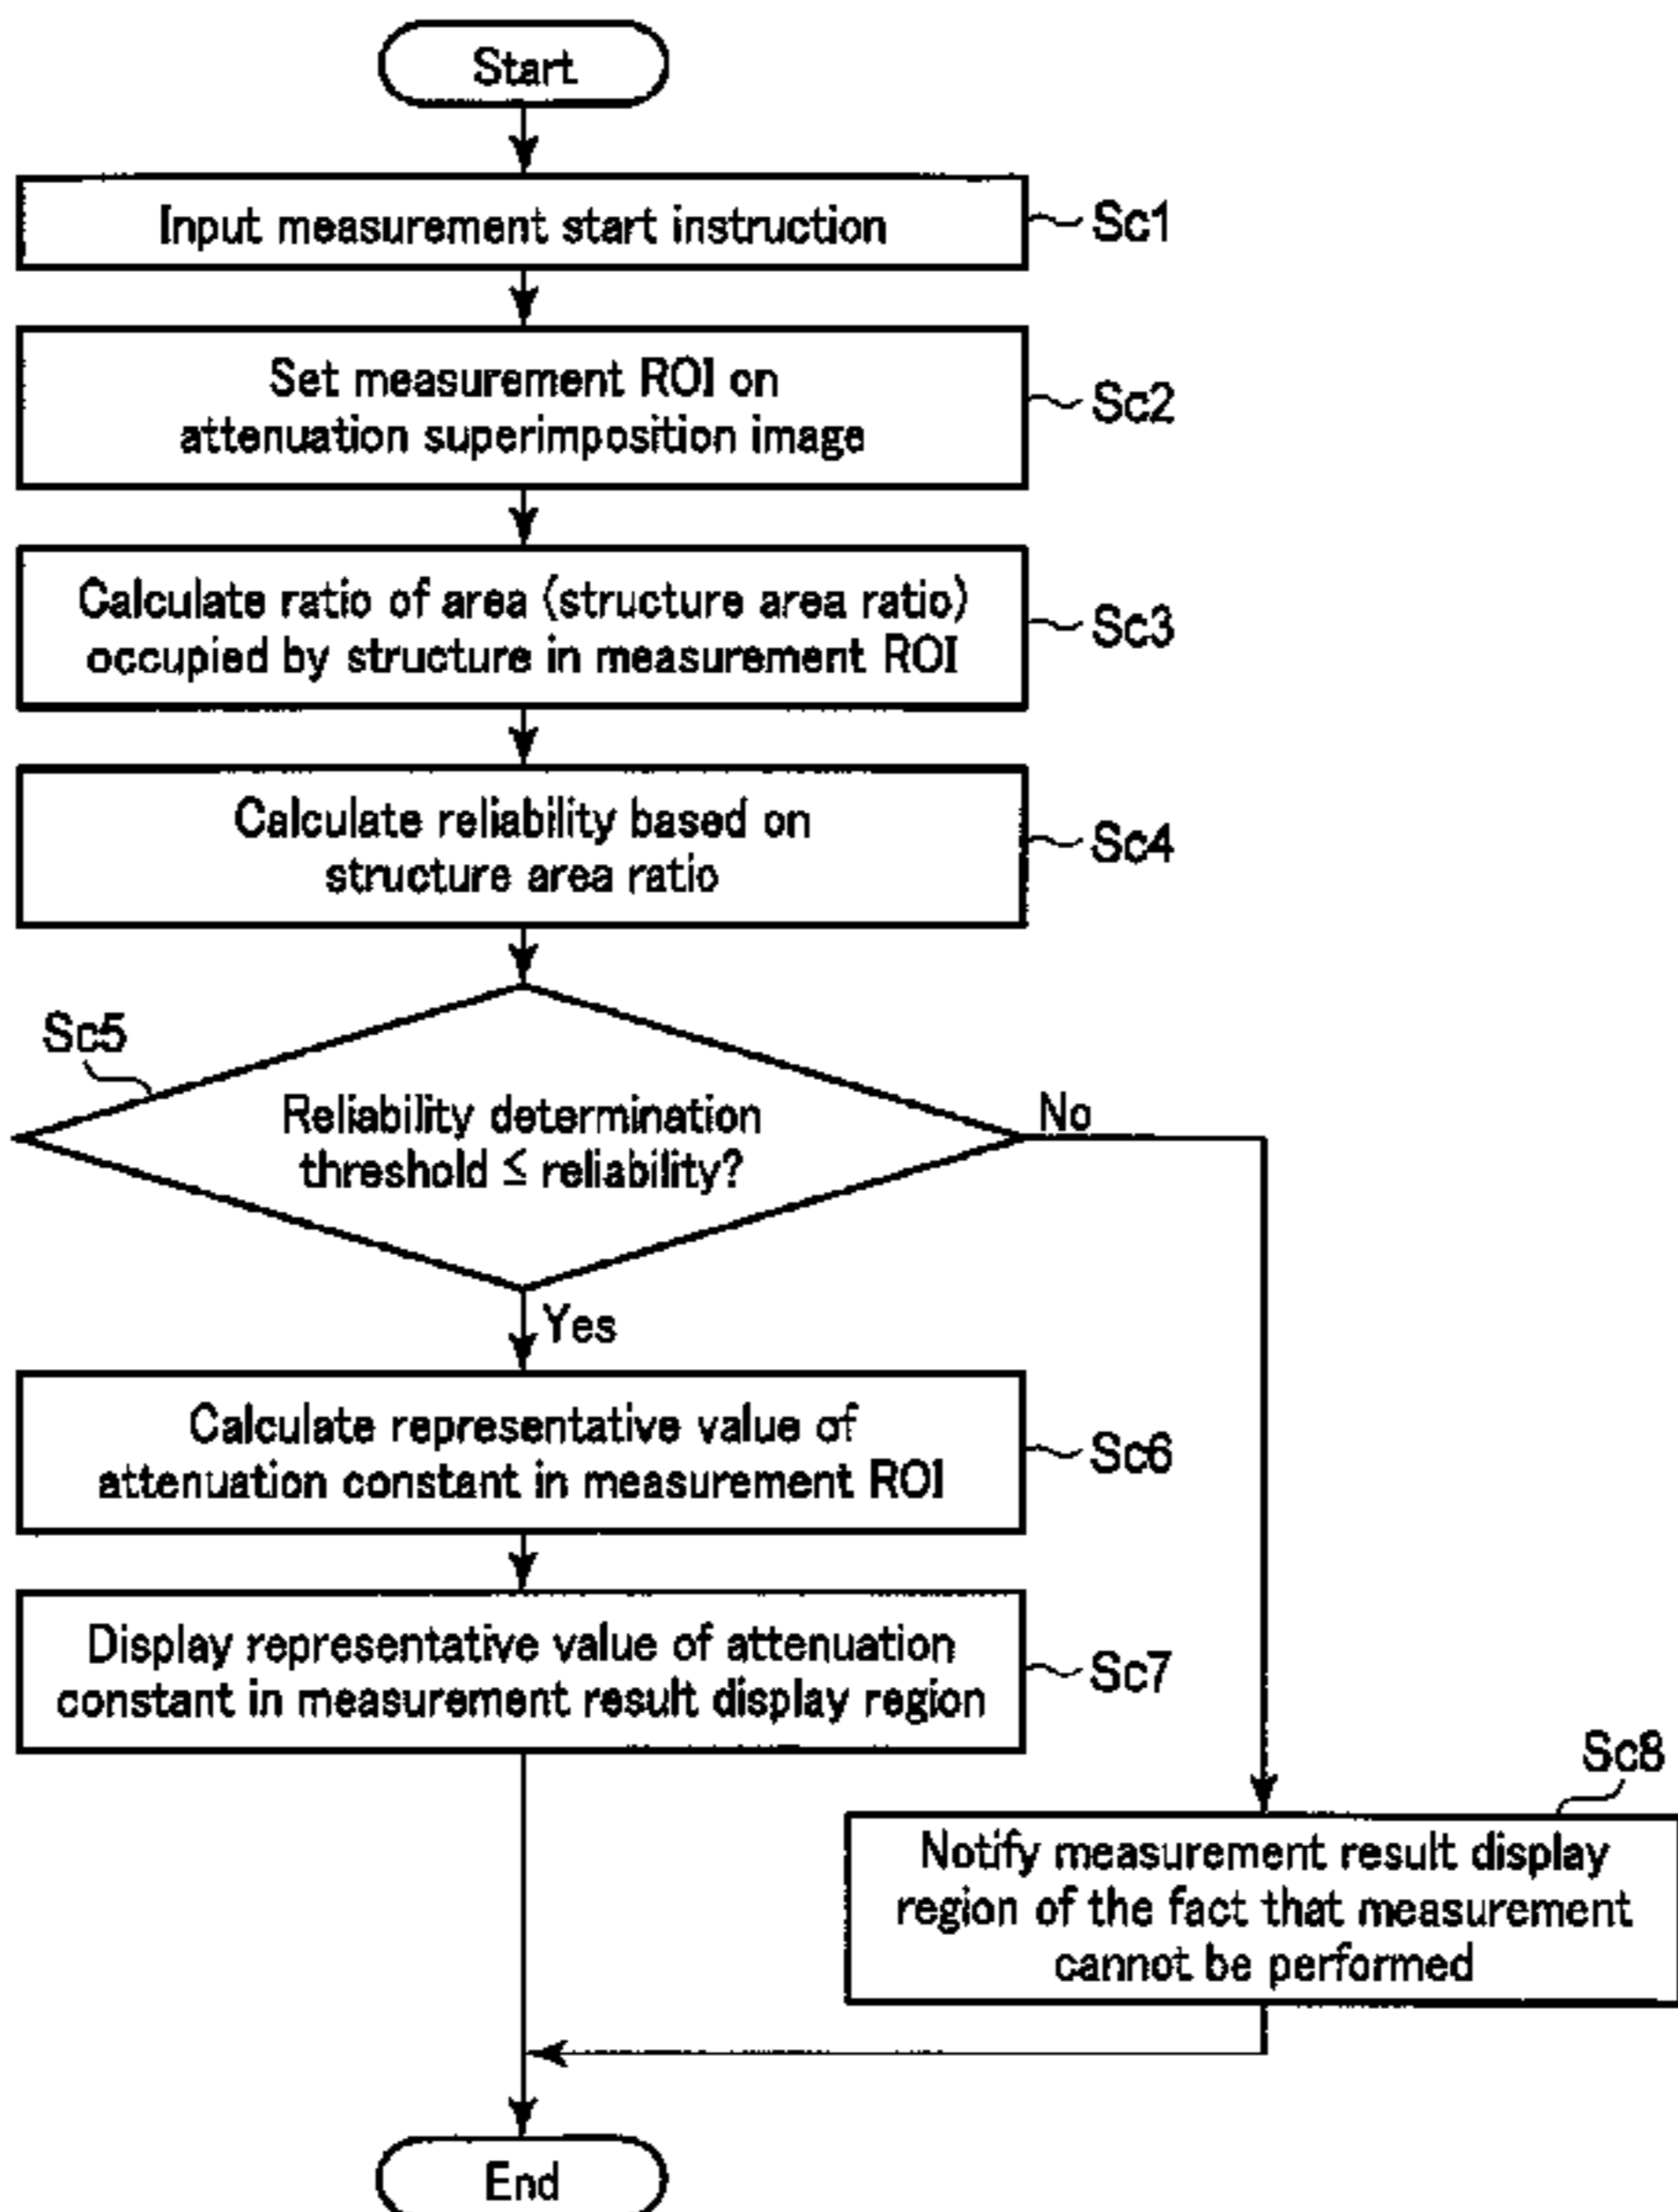 Start
Input measurement start instruction
Sc1
Set measurement ROI on
attenuation superimposition image
Sc2
Calculate ratio of area (structure area ratio)
occupied by structure in measurement ROI
Sc3
Calculate reliability based on
structure area ratio
Sc4
Sc5
Reliability determination
threshold ≤ reliability?
No
Yes
Calculate representative value of
attenuation constant in measurement ROI
Sc6
Display representative value of attenuation
constant in measurement result display region
Sc7
Sc8
Notify measurement result display
region of the fact that measurement
cannot be performed
End